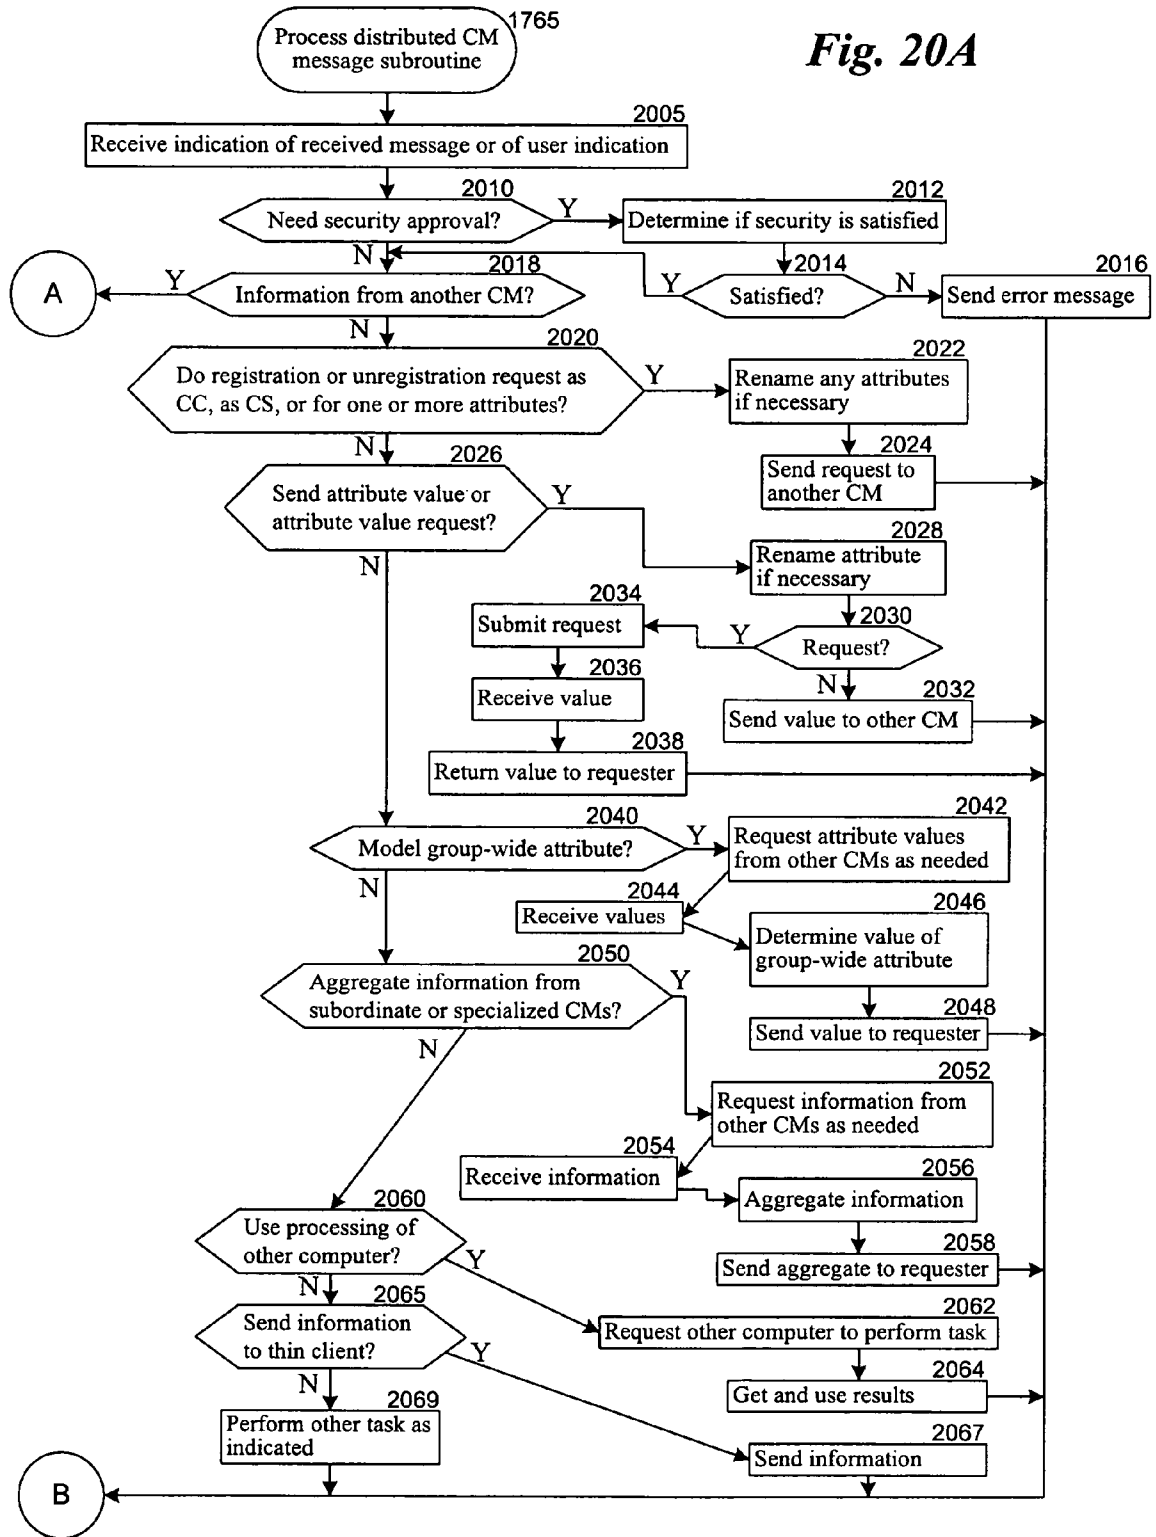 1765
Process distributed CM
message subroutine
Fig. 20A
2005
Receive indication of received message or of user indication
2010
Need security approval?
Y
2012
Determine if security is satisfied
N
2018
Information from another CM?
Y
A
2014
Satisfied?
Y
N
2016
Send error message
N
2020
Do registration or unregistration request as
CC, as CS, or for one or more attributes?
Y
2022
Rename any attributes
if necessary
2024
Send request to
another CM
N
2026
Send attribute value or
attribute value request?
Y
2028
Rename attribute
if necessary
N
2030
Request?
Y
2034
Submit request
2036
Receive value
N
2032
Send value to other CM
2038
Return value to requester
2040
Model group-wide attribute?
Y
2042
Request attribute values
from other CMs as needed
N
2044
Receive values
2046
Determine value of
group-wide attribute
2048
Send value to requester
2050
Aggregate information from
subordinate or specialized CMs?
Y
N
2052
Request information from
other CMs as needed
2054
Receive information
2056
Aggregate information
2058
Send aggregate to requester
2060
Use processing of
other computer?
Y
N
2062
Request other computer to perform task
2064
Get and use results
2065
Send information
to thin client?
Y
N
2067
Send information
2069
Perform other task as
indicated
B